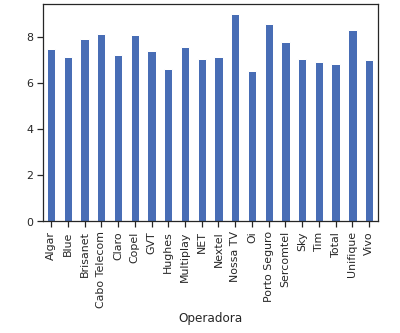 8
6
4
2
0
Algar
Blue
Brisanet
Cabo Telecom
Claro
Copel
GVT
Hughes
Multiplay
NET
Nextel
Nossa TV
Oi
Porto Seguro
Sercomtel
Sky
Tim
Total
Unifique
Vivo
Operadora